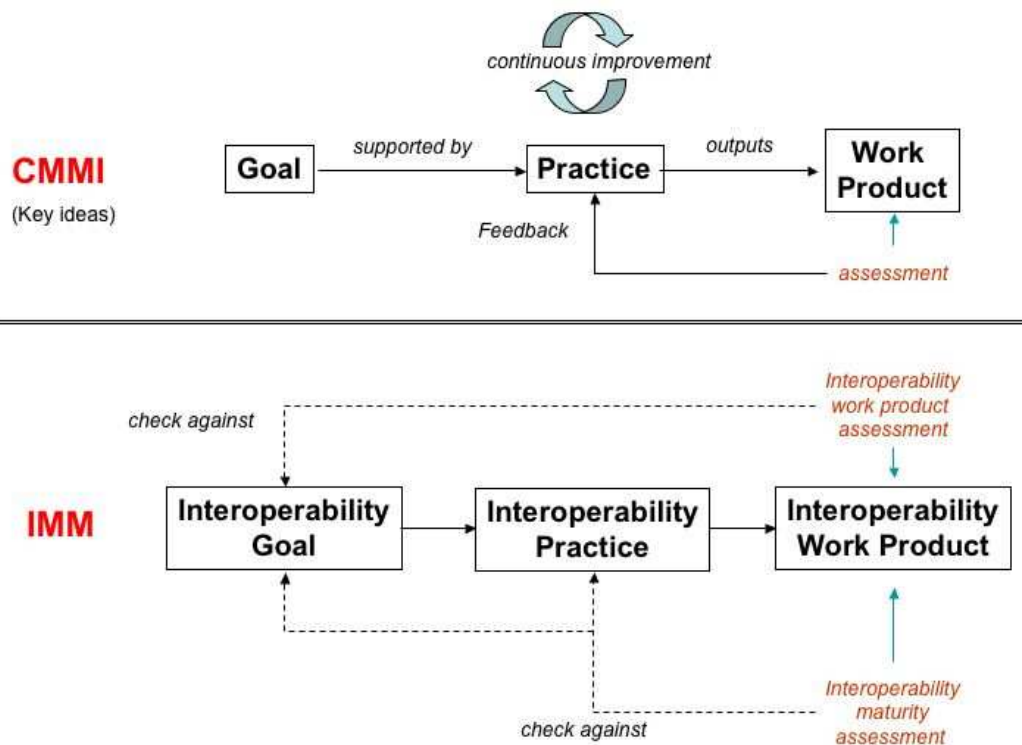 continuous improvement
CMMI
(Key ideas)
Goal
supported by
Practice
outputs
Work
Product
Feedback
assessment
Interoperability
work product
assessment
check against
IMM
Interoperability
Goal
Interoperability
Practice
Interoperability
Work Product
Interoperability
maturity
assessment
check against